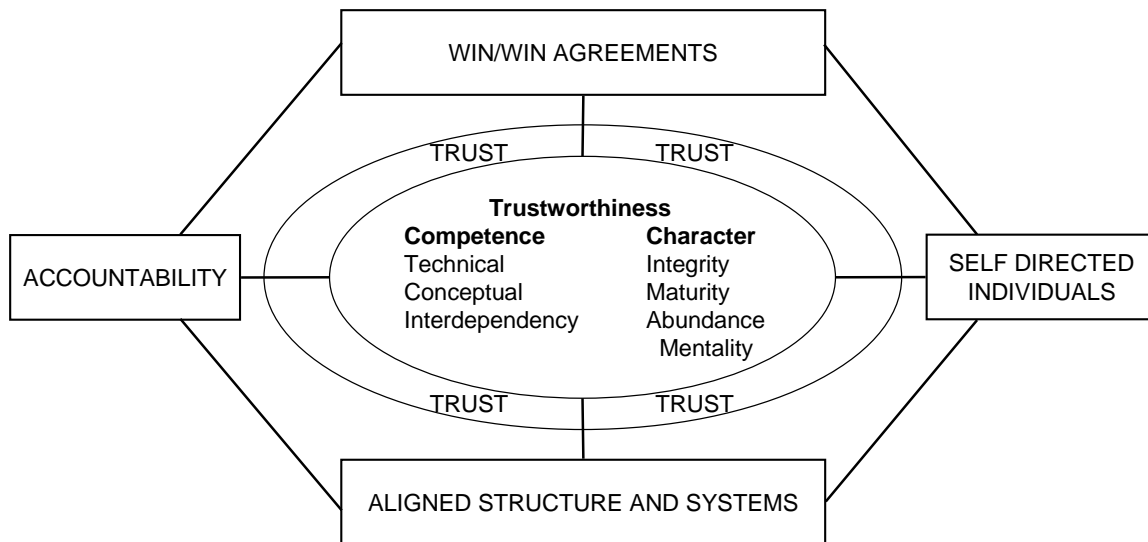 WIN/WIN AGREEMENTS
TRUST TRUST
Trustworthiness
Competence Character
Technical Integrity
Conceptual Maturity
Interdependency Abundance
Mentality
ACCOUNTABILITY
SELF DIRECTED
INDIVIDUALS
TRUST TRUST
ALIGNED STRUCTURE AND SYSTEMS